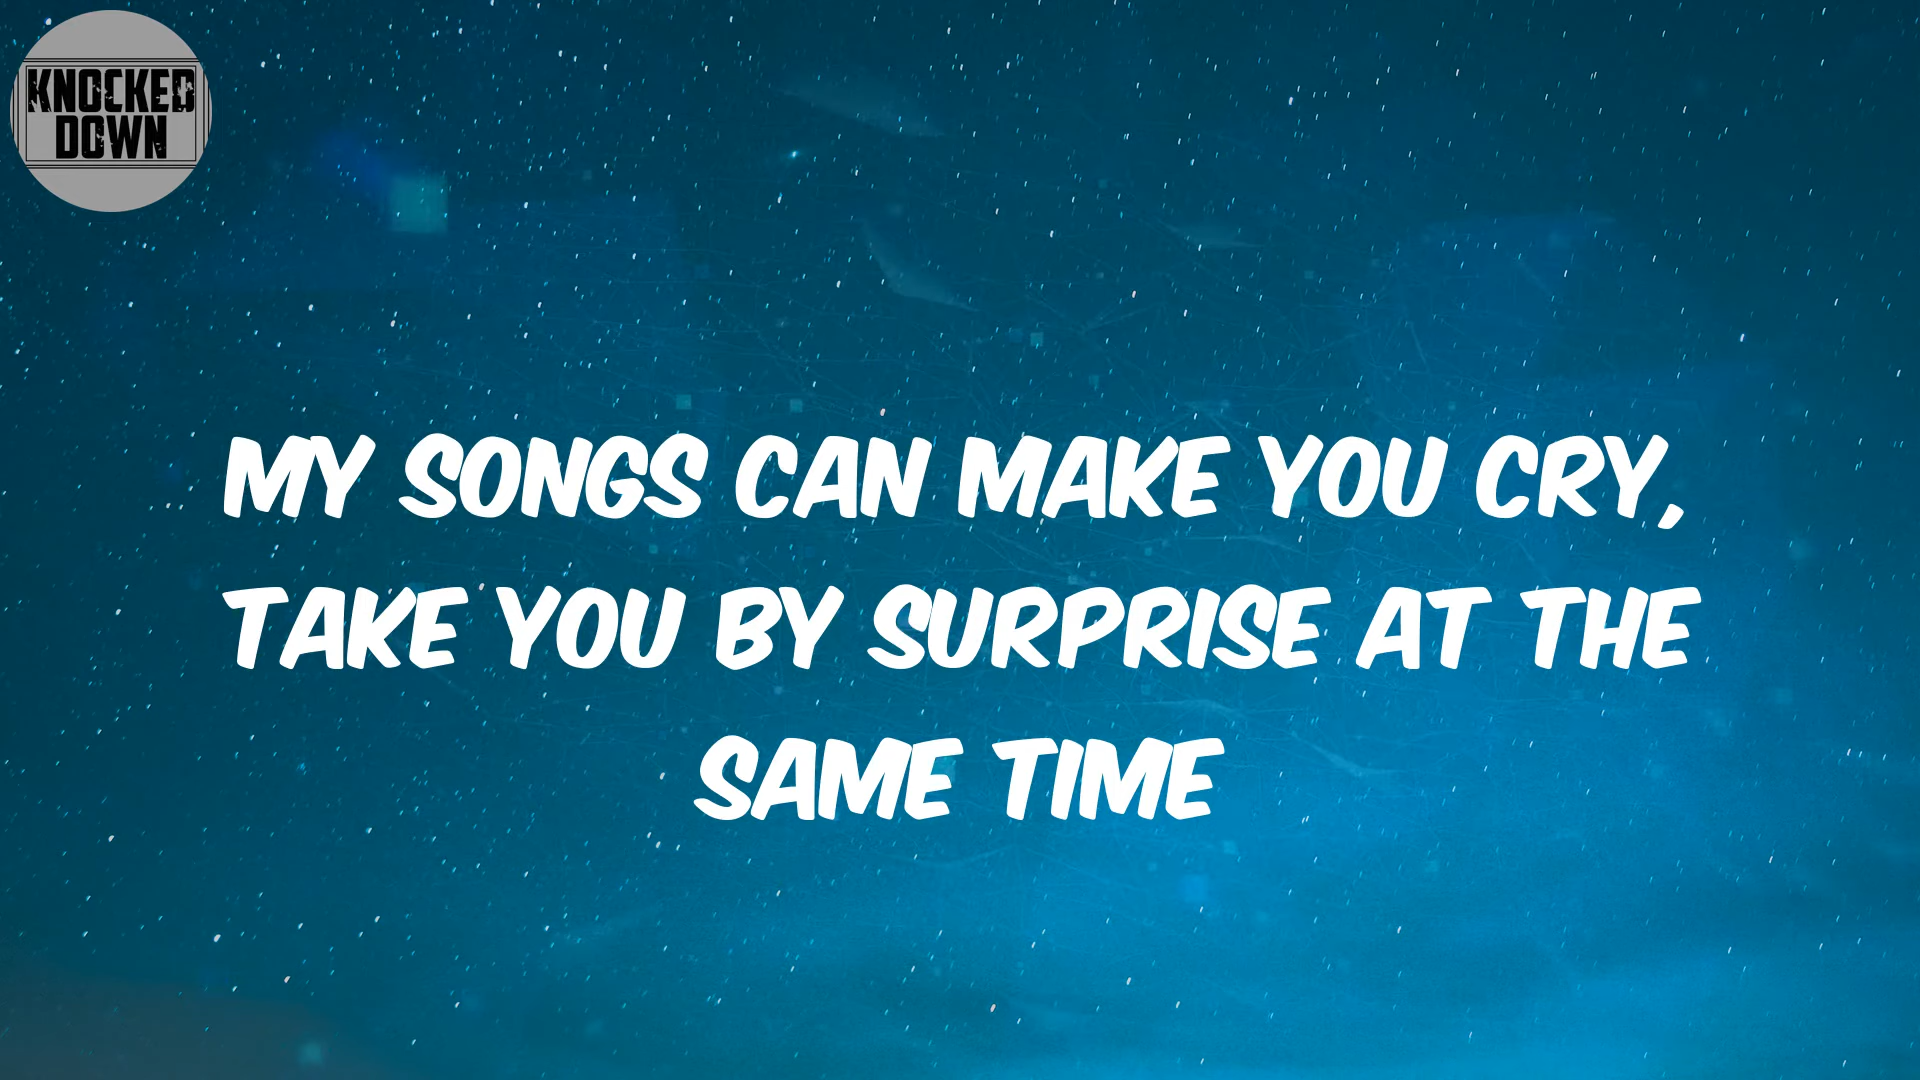 KNOCKED
DOWN
MY SONGS CAN MAKE YOU CRY,
TAKE YOU BY SURPRISE AT THE
SAME TIME